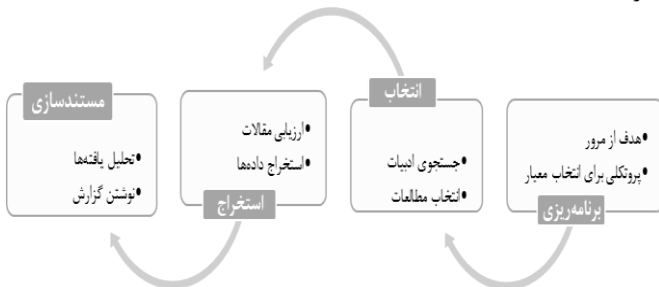 هدف از مرور
پروتکلی برای انتخاب معیار
برنامه‌ریزی
انتخاب
جستجوی ادبیات
انتخاب مطالعات
ارزیابی مقالات
استخراج داده‌ها
استخراج
مستندسازی
تحلیل یافته‌ها
نوشتن گزارش